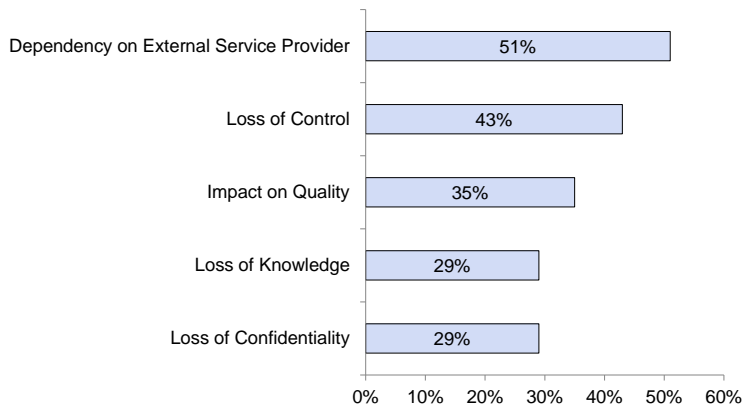 Dependency on External Service Provider
51%
Loss of Control
43%
Impact on Quality
35%
Loss of Knowledge
29%
Loss of Confidentiality
29%
0% 10% 20% 30% 40% 50% 60%